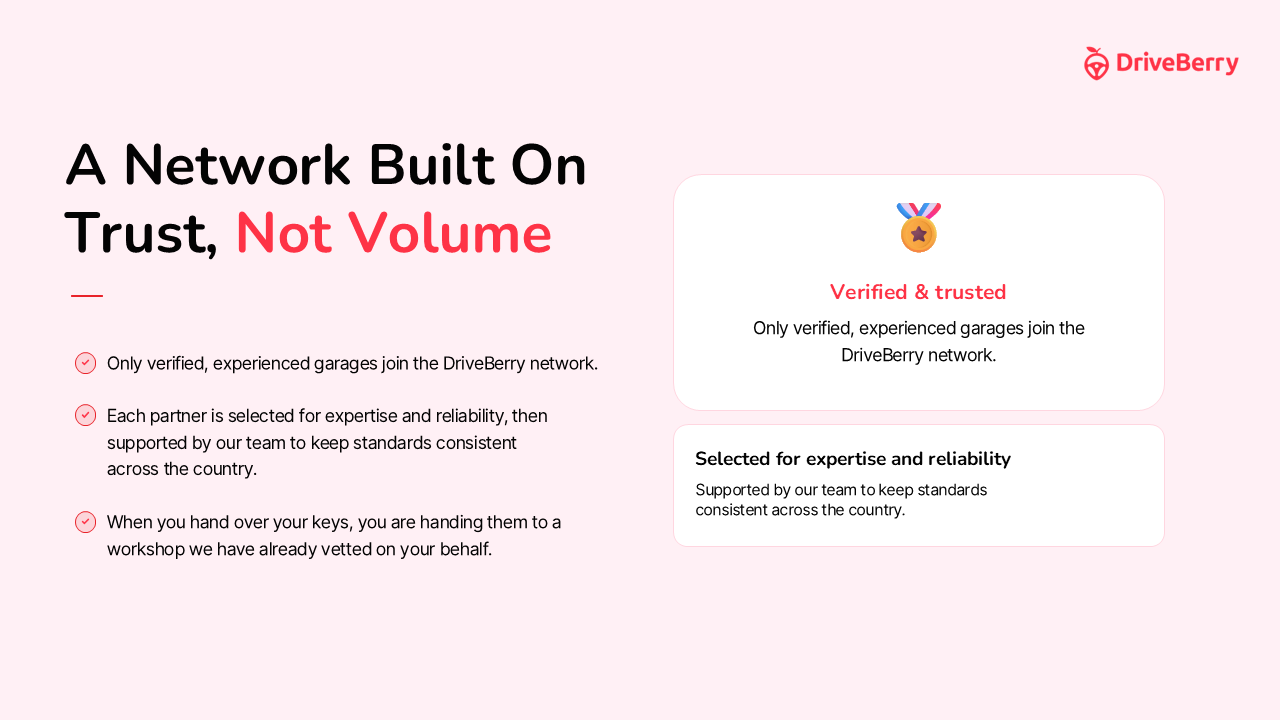 DriveBerry
A Network Built On
Trust, Not Volume
Only verified, experienced garages join the DriveBerry network.
Each partner is selected for expertise and reliability, then
supported by our team to keep standards consistent
across the country.
When you hand over your keys, you are handing them to a
workshop we have already vetted on your behalf.
Verified & trusted
Only verified, experienced garages join the
DriveBerry network.
Selected for expertise and reliability
Supported by our team to keep standards
consistent across the country.